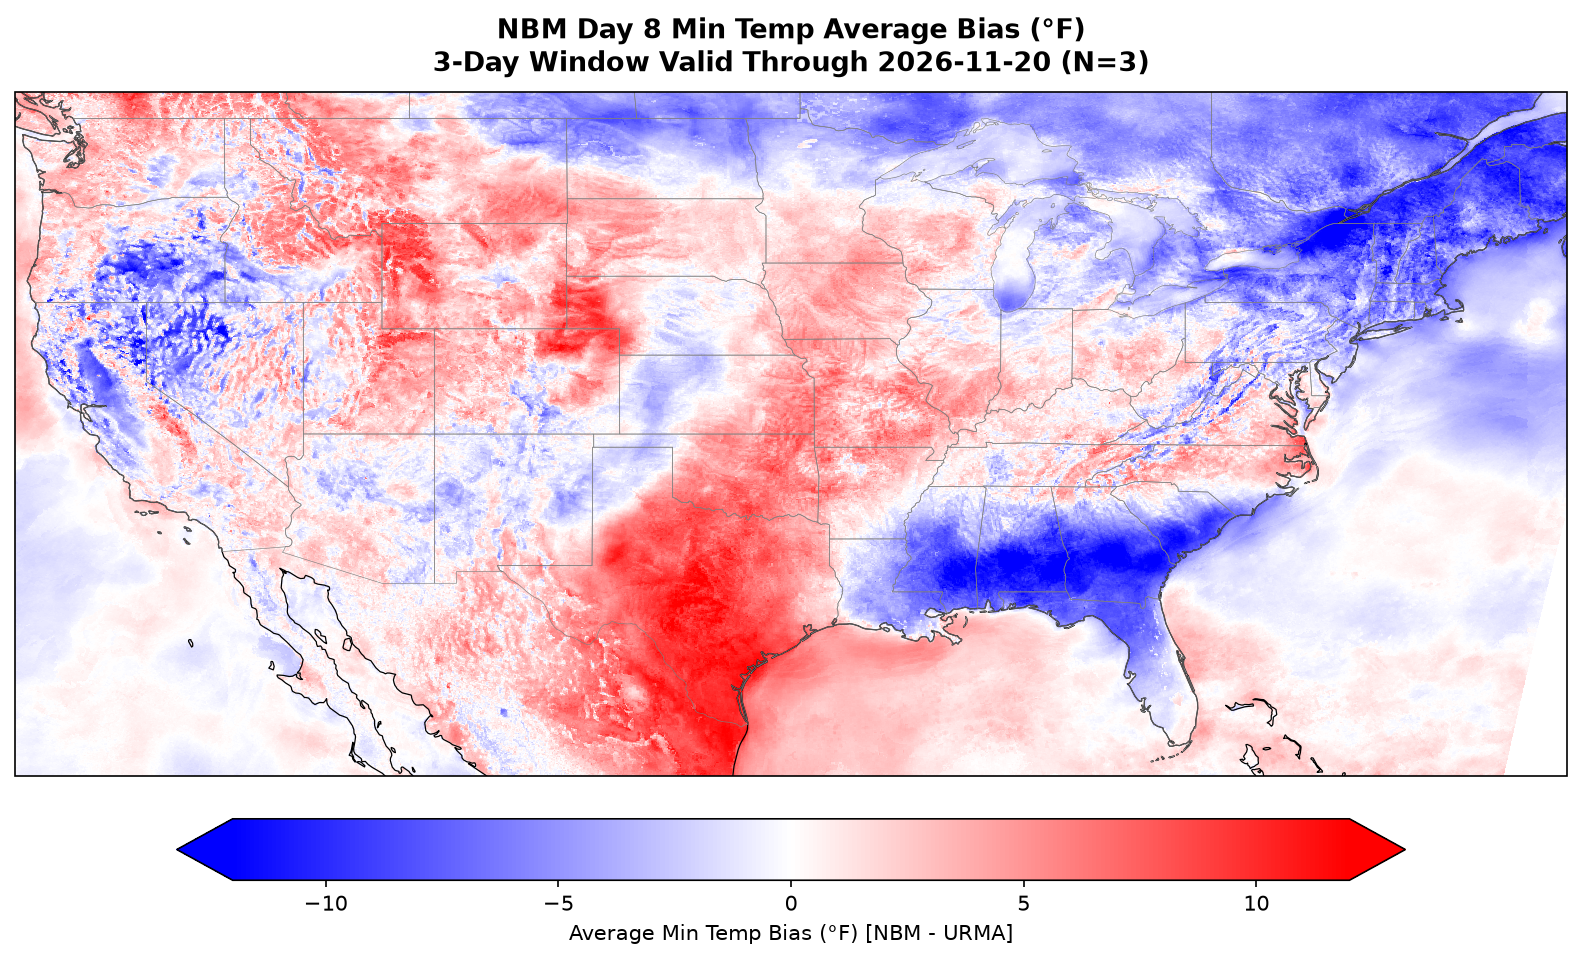 NBM Day 8 Min Temp Average Bias (°F)
3-Day Window Valid Through 2026-11-20 (N=3)
−10 −5 0 5 10
Average Min Temp Bias (°F) [NBM - URMA]